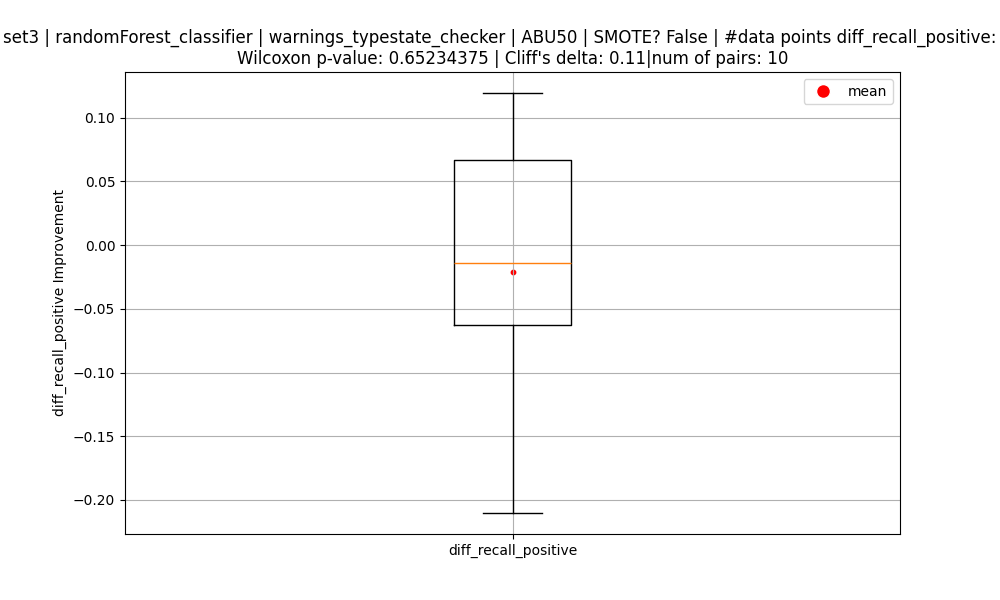 set3 | randomForest_classifier | warnings_typestate_checker | ABU50 | SMOTE? False | #data points diff_recall_positive:
Wilcoxon p-value: 0.65234375 | Cliff's delta: 0.11|num of pairs: 10
mean
0.10
0.05
0.00
−0.05
−0.10
−0.15
−0.20
diff_recall_positive Improvement
diff_recall_positive